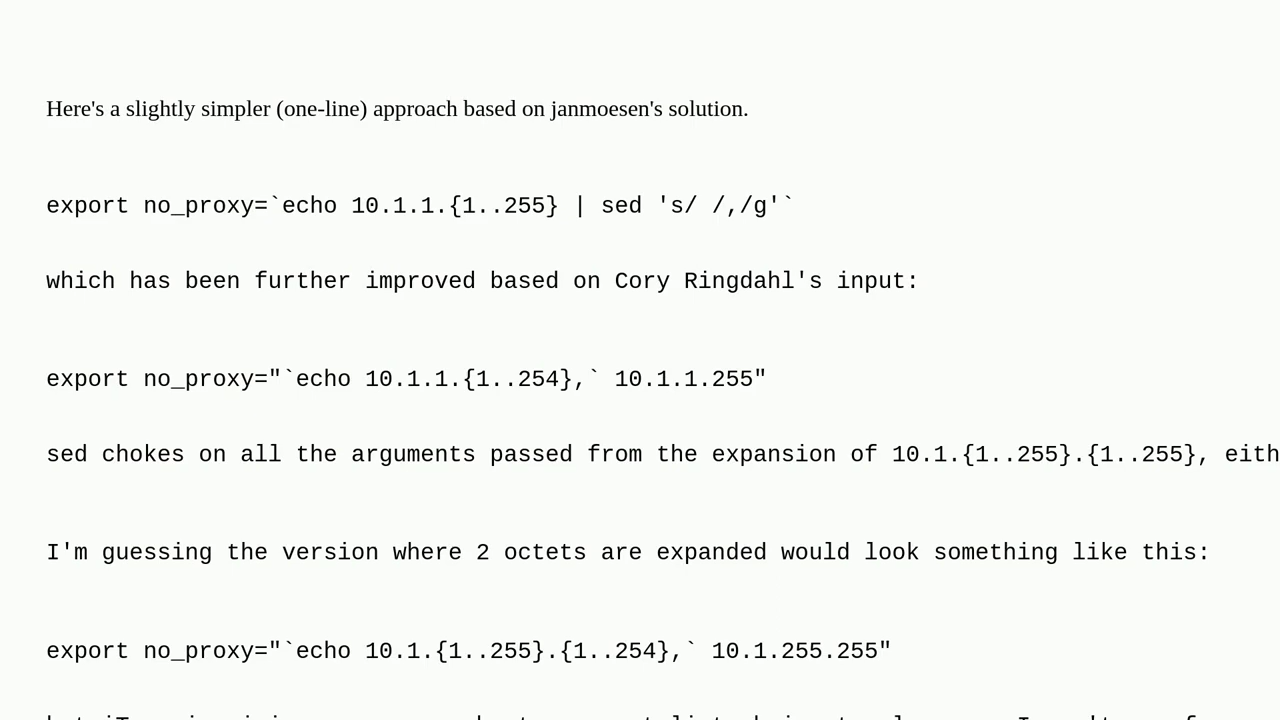 Here's a slightly simpler (one-line) approach based on janmoesen's solution.
export no_proxy=`echo 10.1.1.{1..255} | sed 's/ /,/g'`
which has been further improved based on Cory Ringdahl's input:
export no_proxy="`echo 10.1.1.{1..254},` 10.1.1.255"
sed chokes on all the arguments passed from the expansion of 10.1.{1..255}.{1..255}, eith
I'm guessing the version where 2 octets are expanded would look something like this:
export no_proxy="`echo 10.1.{1..255}.{1..254},` 10.1.255.255"